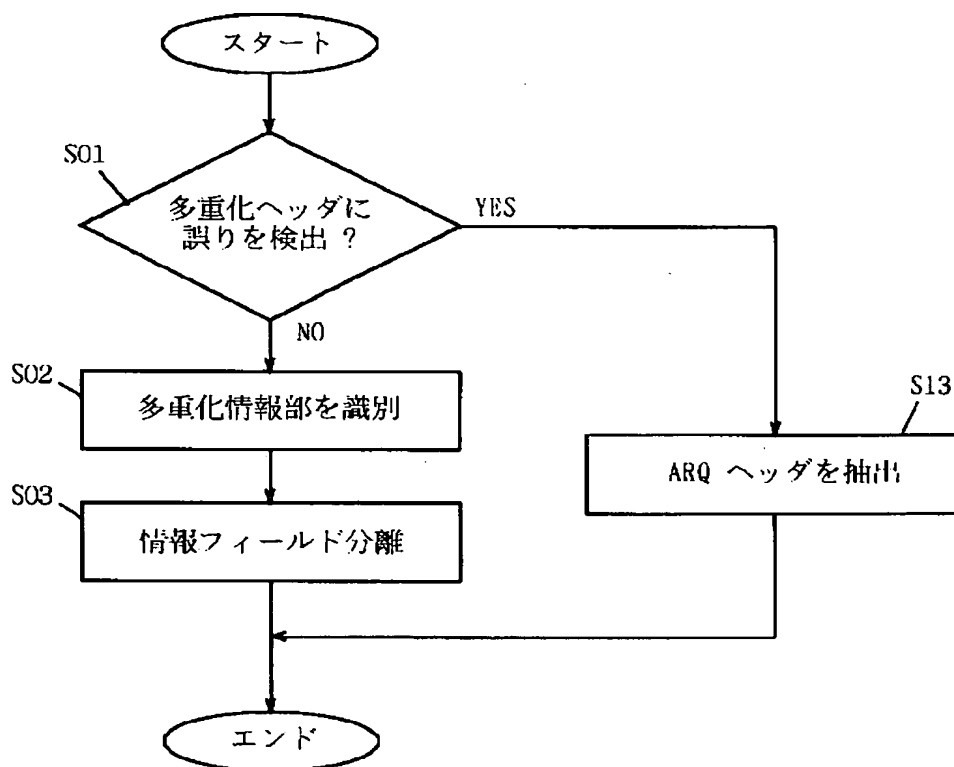 スタート
S01
多重化ヘッダに
誤りを検出 ?
YES
NO
S02
多重化情報部を識別
S13
ARQ ヘッダを抽出
S03
情報フィールド分離
エンド